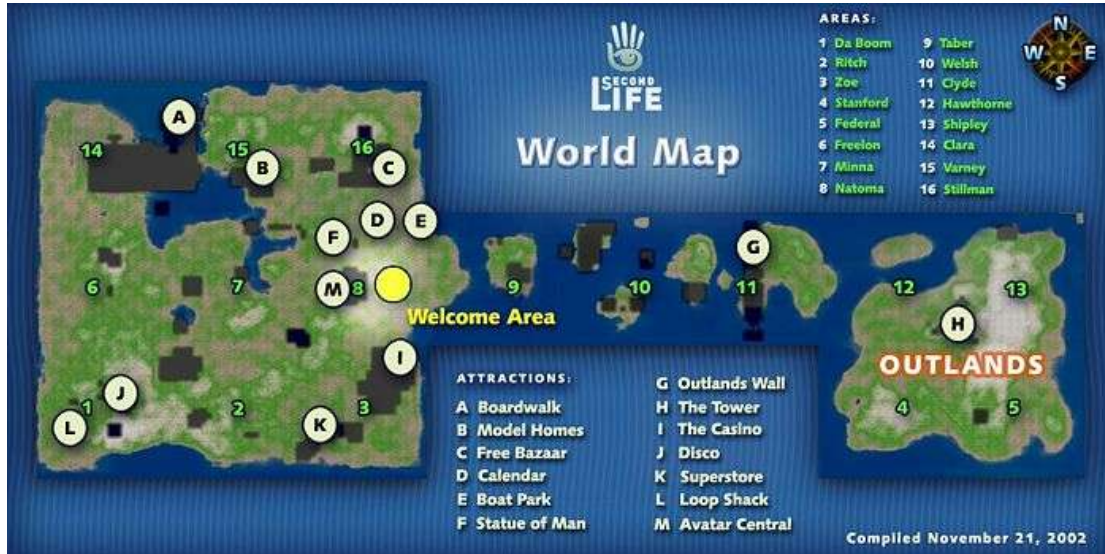 SECOND
LIFE
World Map
AREAS:
1 Da Boom
2 Ritch
3 Zoe
4 Stanford
5 Federal
6 Freelon
7 Minna
8 Natoma
9 Taber
10 Welsh
11 Clyde
12 Hawthorne
13 Shipley
14 Clara
15 Varney
16 Stillman
N
W E
S
A
14
15
16
B
C
D
E
F
G
6
7
M
8
9
10
11
12
13
Welcome Area
H
OUTLANDS
I
J
1
2
3
4
5
L
K
ATTRACTIONS:
A Boardwalk
B Model Homes
C Free Bazaar
D Calendar
E Boat Park
F Statue of Man
G Outlands Wall
H The Tower
I The Casino
J Disco
K Superstore
L Loop Shack
M Avatar Central
Compiled November 21, 2002